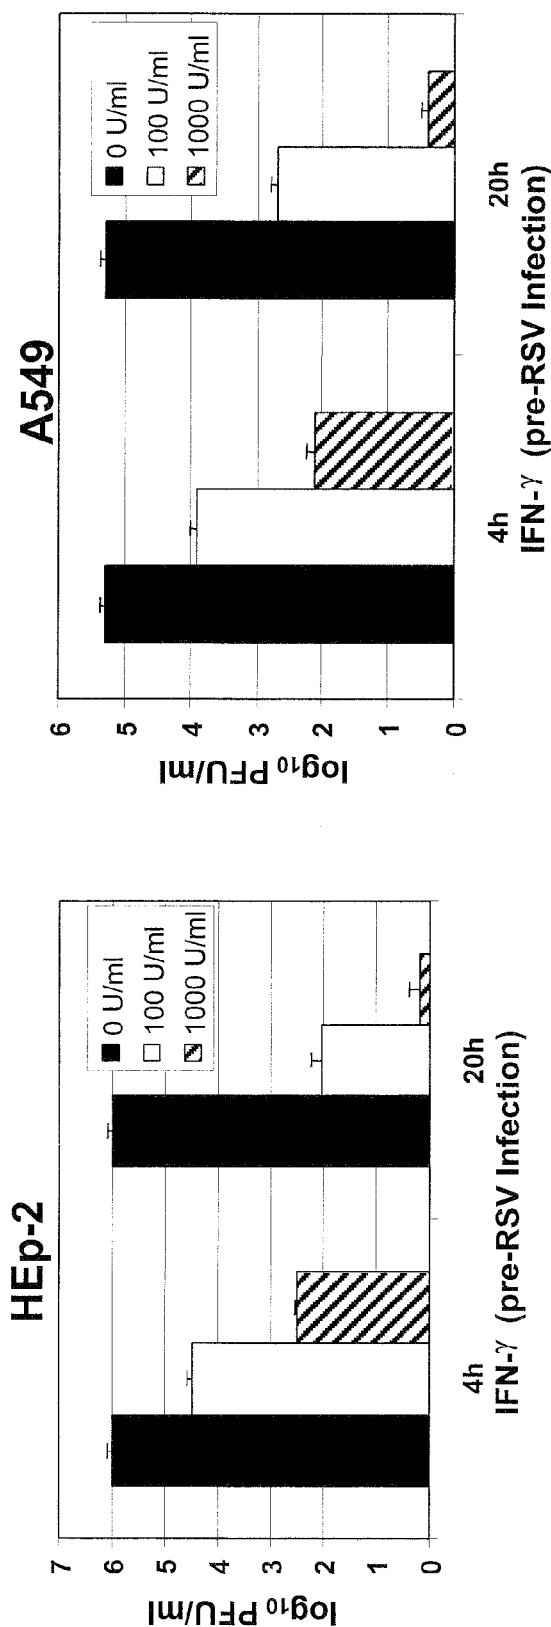 HEp-2
log10 PFU/ml
7
6
5
4
3
2
1
0
0 U/ml
100 U/ml
1000 U/ml
4h
20h
IFN-γ (pre-RSV Infection)
A549
log10 PFU/ml
6
5
4
3
2
1
0
0 U/ml
100 U/ml
1000 U/ml
4h
20h
IFN-γ (pre-RSV Infection)